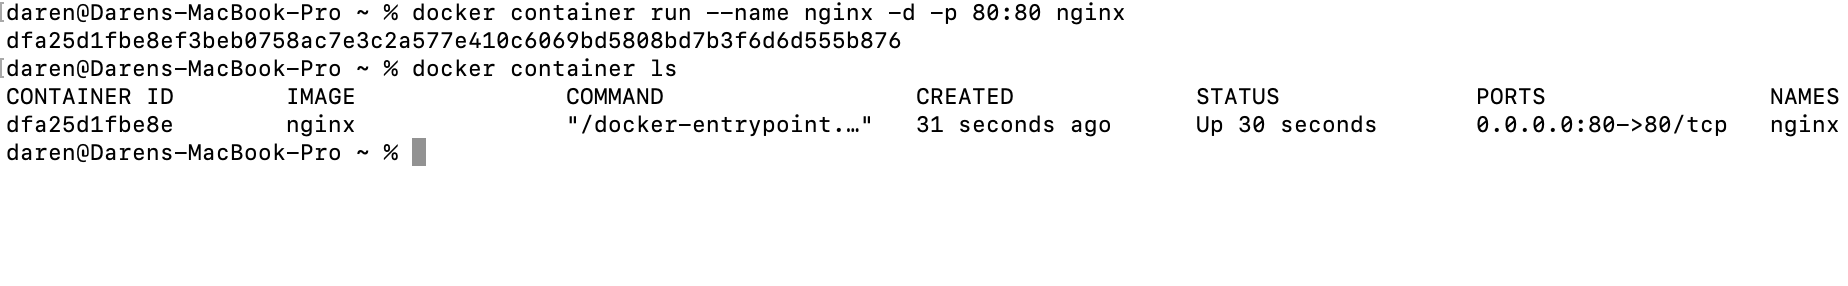 [daren@Darens-MacBook-Pro ~ % docker container run --name nginx -d -p 80:80 nginx
dfa25d1fbe8ef3beb0758ac7e3c2a577e410c6069bd5808bd7b3f6d6d555b876
[daren@Darens-MacBook-Pro ~ % docker container ls
CONTAINER ID        IMAGE               COMMAND                  CREATED             STATUS              PORTS                NAMES
dfa25d1fbe8e        nginx               "/docker-entrypoint.…"   31 seconds ago      Up 30 seconds       0.0.0.0:80->80/tcp   nginx
daren@Darens-MacBook-Pro ~ %